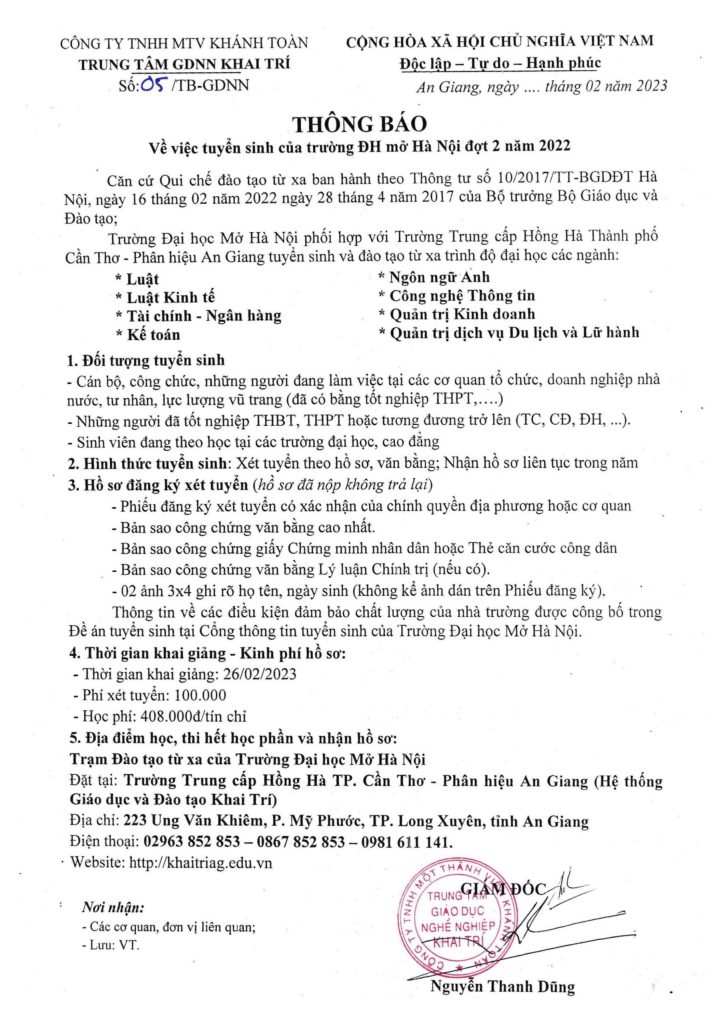 CÔNG TY TNHH MTV KHÁNH TOÀN
TRUNG TÂM GDNN KHAI TRÍ
Số:05 /TB-GDNN
CỘNG HÒA XÃ HỘI CHỦ NGHĨA VIỆT NAM
Độc lập – Tự do – Hạnh phúc
An Giang, ngày .... tháng 02 năm 2023
THÔNG BÁO
Về việc tuyển sinh của trường ĐH mở Hà Nội đợt 2 năm 2022
Căn cứ Qui chế đào tạo từ xa ban hành theo Thông tư số 10/2017/TT-BGDĐT Hà
Nội, ngày 16 tháng 02 năm 2022 ngày 28 tháng 4 năm 2017 của Bộ trưởng Bộ Giáo dục và
Đào tạo;
Trường Đại học Mở Hà Nội phối hợp với Trường Trung cấp Hồng Hà Thành phố
Cần Thơ - Phân hiệu An Giang tuyển sinh và đào tạo từ xa trình độ đại học các ngành:
* Luật
* Luật Kinh tế
* Tài chính - Ngân hàng
* Kế toán
* Ngôn ngữ Anh
* Công nghệ Thông tin
* Quản trị Kinh doanh
* Quản trị dịch vụ Du lịch và Lữ hành
1. Đối tượng tuyển sinh
- Cán bộ, công chức, những người đang làm việc tại các cơ quan tổ chức, doanh nghiệp nhà
nước, tư nhân, lực lượng vũ trang (đã có bằng tốt nghiệp THPT,….)
- Những người đã tốt nghiệp THBT, THPT hoặc tương đương trở lên (TC, CĐ, ĐH, ...).
- Sinh viên đang theo học tại các trường đại học, cao đẳng
2. Hình thức tuyển sinh: Xét tuyển theo hồ sơ, văn bằng; Nhận hồ sơ liên tục trong năm
3. Hồ sơ đăng ký xét tuyển (hồ sơ đã nộp không trả lại)
- Phiếu đăng ký xét tuyển có xác nhận của chính quyền địa phương hoặc cơ quan
- Bản sao công chứng văn bằng cao nhất.
- Bản sao công chứng giấy Chứng minh nhân dân hoặc Thẻ căn cước công dân
- Bản sao công chứng văn bằng Lý luận Chính trị (nếu có).
- 02 ảnh 3x4 ghi rõ họ tên, ngày sinh (không kể ảnh dán trên Phiếu đăng ký).
Thông tin về các điều kiện đảm bảo chất lượng của nhà trường được công bố trong
Đề án tuyển sinh tại Cổng thông tin tuyển sinh của Trường Đại học Mở Hà Nội.
4. Thời gian khai giảng - Kinh phí hồ sơ:
- Thời gian khai giảng: 26/02/2023
- Phí xét tuyển: 100.000
- Học phí: 408.000đ/tín chỉ
5. Địa điểm học, thi hết học phần và nhận hồ sơ:
Trạm Đào tạo từ xa của Trường Đại học Mở Hà Nội
Đặt tại: Trường Trung cấp Hồng Hà TP. Cần Thơ - Phân hiệu An Giang (Hệ thống
Giáo dục và Đào tạo Khai Trí)
Địa chỉ: 223 Ung Văn Khiêm, P. Mỹ Phước, TP. Long Xuyên, tỉnh An Giang
Điện thoại: 02963 852 853 – 0867 852 853 – 0981 611 141.
Website: http://khaitriag.edu.vn
Nơi nhận:
- Các cơ quan, đơn vị liên quan;
- Lưu: VT.
GIÁM ĐỐC
CÔNG TY TNHH MỘT THÀNH VIÊN KHÁNH TOÀN
TRUNG TÂM
GIÁO DỤC
NGHỀ NGHIỆP
KHAI TRÍ
Nguyễn Thanh Dũng